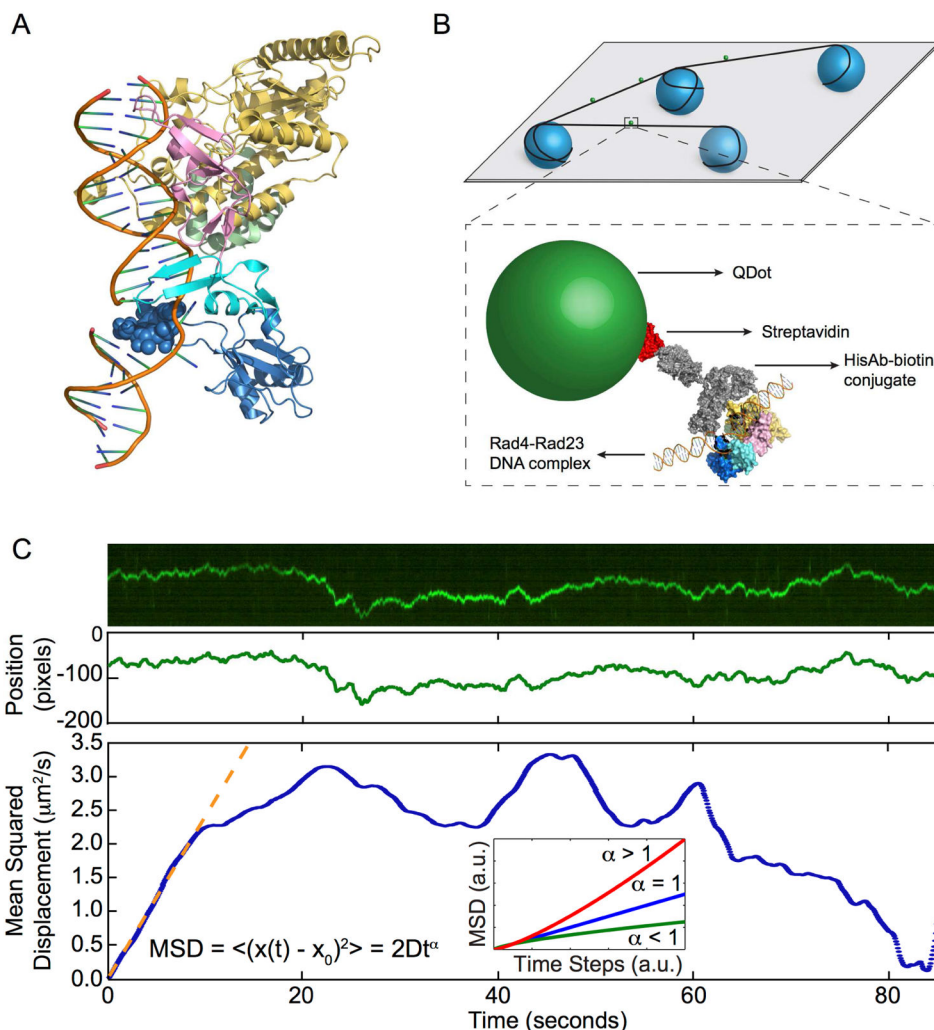 A
B
QDot
Streptavidin
HisAb-biotin
conjugate
Rad4-Rad23
DNA complex
C
Position
(pixels)
0
-100
-200
Mean Squared
Displacement (μm²/s)
3.5
3.0
2.5
2.0
1.5
1.0
0.5
0.0
MSD = <(x(t) - x₀)²> = 2Dtᵅ
MSD (a.u.)
α > 1
α = 1
α < 1
Time Steps (a.u.)
0 20 40 60 80
Time (seconds)